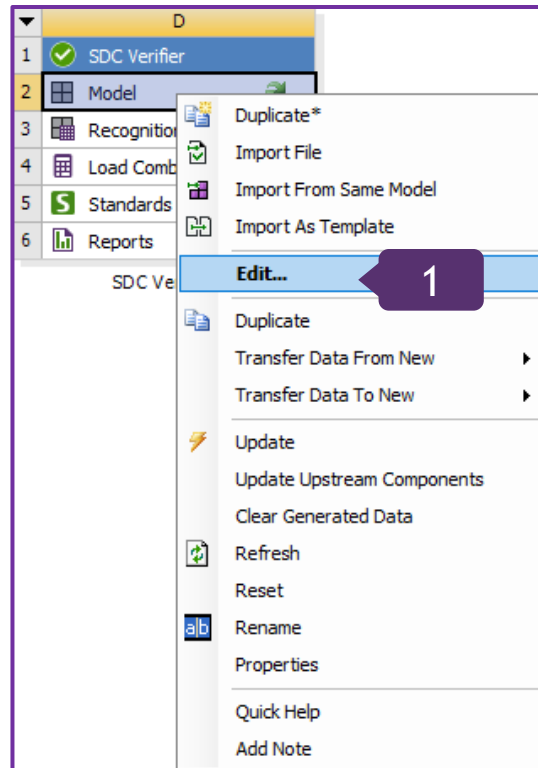 D
1 SDC Verifier
2 Model
3 Recognition
4 Load Comb
5 Standards
6 Reports
SDC Ve
Duplicate*
Import File
Import From Same Model
Import As Template
Edit... 1
Duplicate
Transfer Data From New
Transfer Data To New
Update
Update Upstream Components
Clear Generated Data
Refresh
Reset
a|b Rename
Properties
Quick Help
Add Note